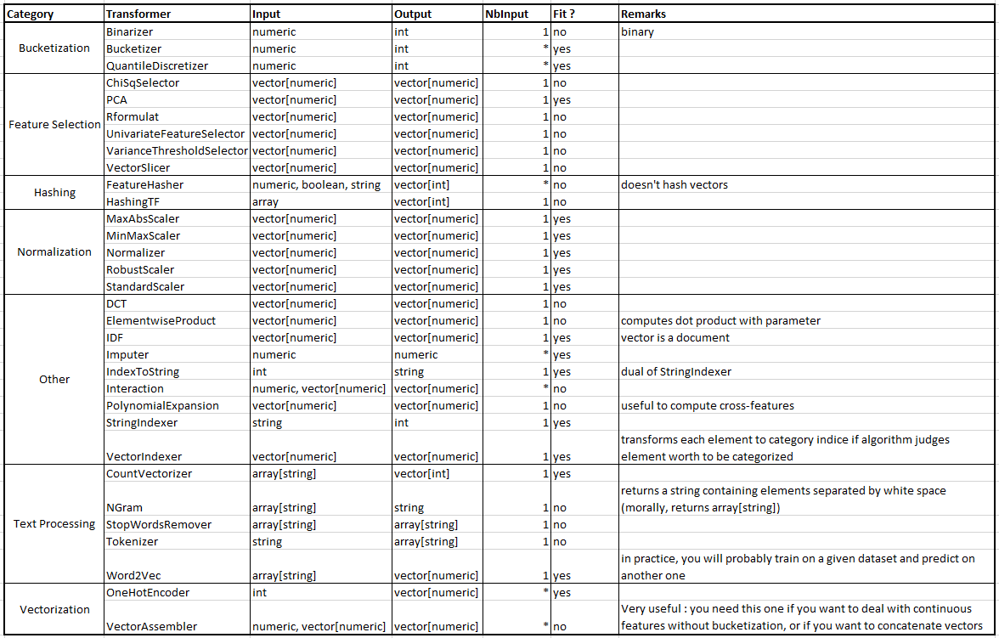 Category Transformer Input Output NbInput Fit ? Remarks
Bucketization
Binarizer numeric int 1 no binary
Bucketizer numeric int * yes
QuantileDiscretizer numeric int * yes
Feature Selection
ChiSqSelector vector[numeric] vector[numeric] 1 no
PCA vector[numeric] vector[numeric] 1 yes
Rformulat vector[numeric] vector[numeric] 1 no
UnivariateFeatureSelector vector[numeric] vector[numeric] 1 no
VarianceThresholdSelector vector[numeric] vector[numeric] 1 no
VectorSlicer vector[numeric] vector[numeric] 1 no
Hashing
FeatureHasher numeric, boolean, string vector[int] * no doesn't hash vectors
HashingTF array vector[int] 1 no
Normalization
MaxAbsScaler vector[numeric] vector[numeric] 1 yes
MinMaxScaler vector[numeric] vector[numeric] 1 yes
Normalizer vector[numeric] vector[numeric] 1 yes
RobustScaler vector[numeric] vector[numeric] 1 yes
StandardScaler vector[numeric] vector[numeric] 1 yes
Other
DCT vector[numeric] vector[numeric] 1 no
ElementwiseProduct vector[numeric] vector[numeric] 1 no computes dot product with parameter
IDF vector[numeric] vector[numeric] 1 yes vector is a document
Imputer numeric numeric * yes
IndexToString int string 1 yes dual of StringIndexer
Interaction numeric, vector[numeric] vector[numeric] * no
PolynomialExpansion vector[numeric] vector[numeric] 1 no useful to compute cross-features
StringIndexer string int 1 yes
transforms each element to category indice if algorithm judges
VectorIndexer vector[numeric] vector[numeric] 1 yes element worth to be categorized
Text Processing
CountVectorizer array[string] vector[int] 1 yes
returns a string containing elements separated by white space
NGram array[string] string 1 no (morally, returns array[string])
StopWordsRemover array[string] array[string] 1 no
Tokenizer string array[string] 1 no
in practice, you will probably train on a given dataset and predict on
Word2Vec array[string] vector[numeric] 1 yes another one
Vectorization
OneHotEncoder int vector[numeric] * yes
Very useful : you need this one if you want to deal with continuous
VectorAssembler numeric, vector[numeric] vector[numeric] * no features without bucketization, or if you want to concatenate vectors